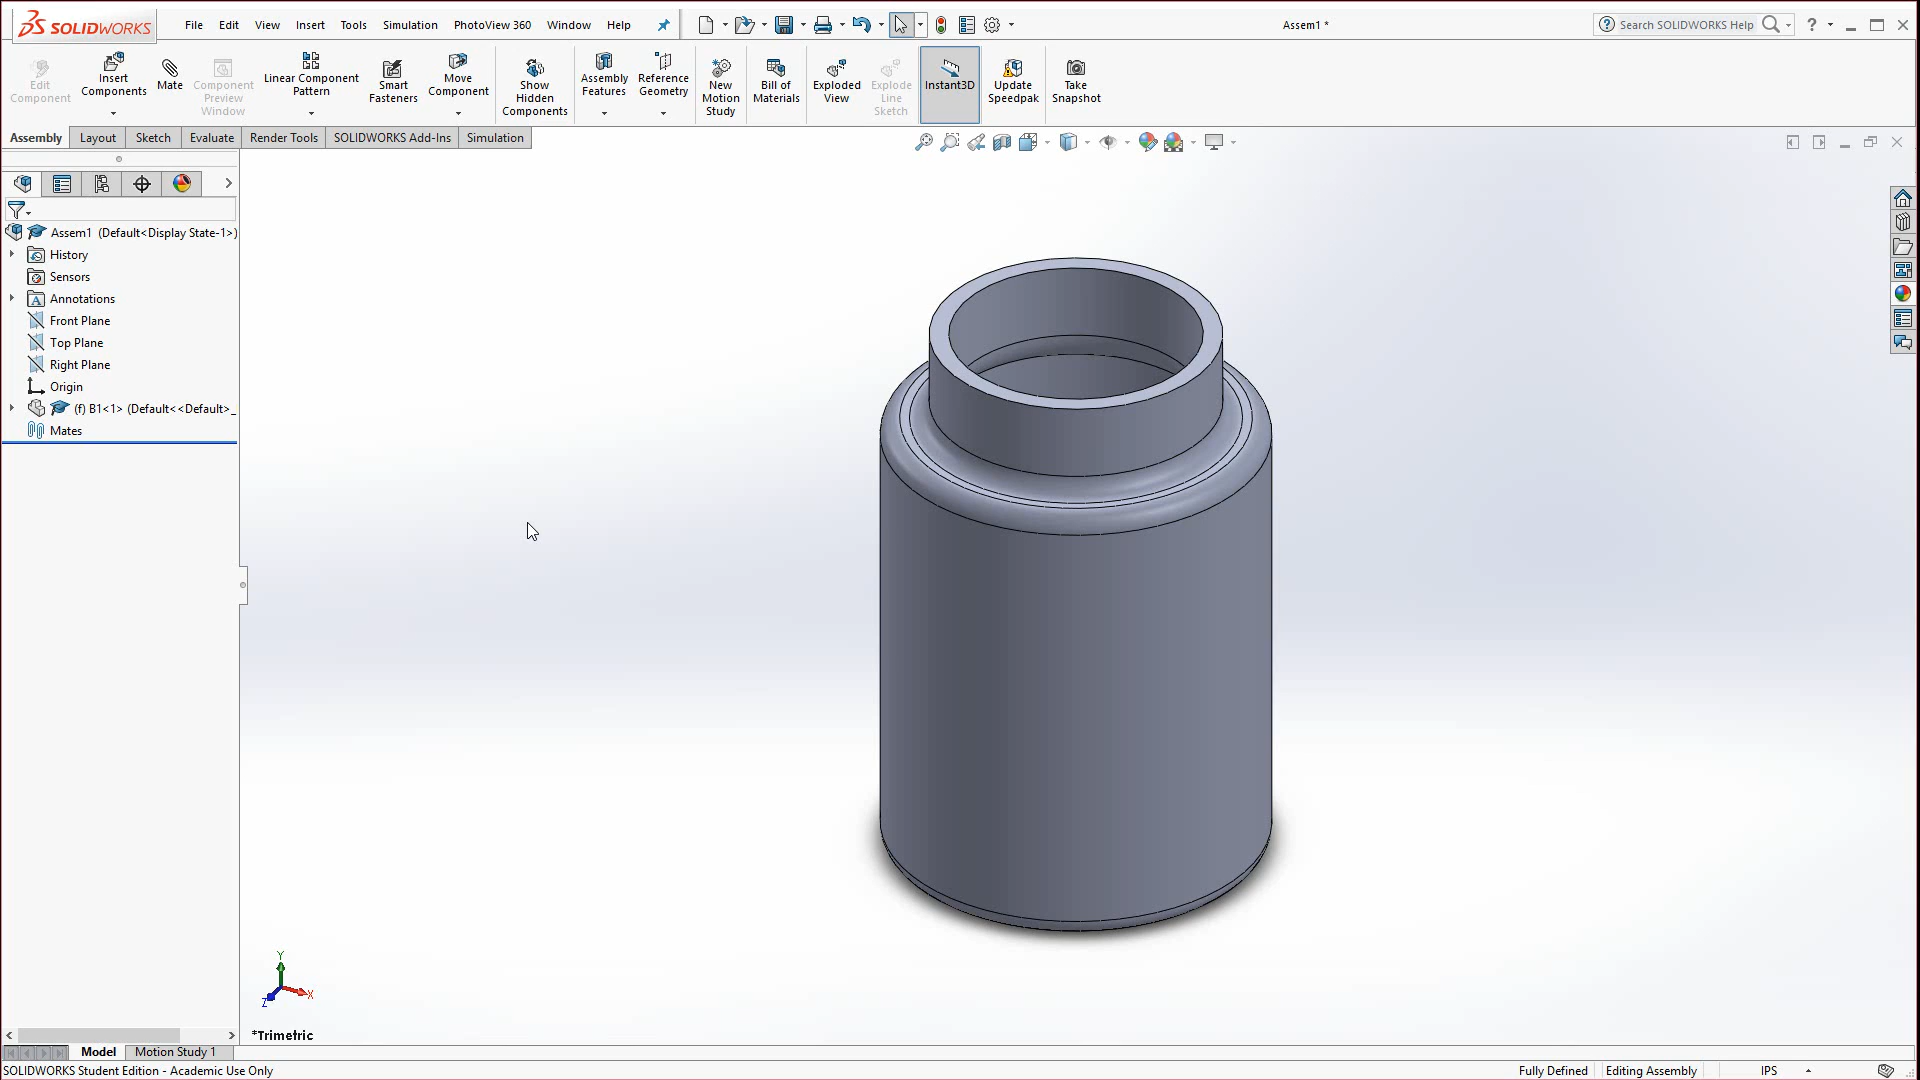 SOLIDWORKS
File Edit View Insert Tools Simulation PhotoView 360 Window Help
Assem1 *
Search SOLIDWORKS Help
?
Edit Component
Insert Components
Mate
Component Preview Window
Linear Component Pattern
Smart Fasteners
Move Component
Show Hidden Components
Assembly Features
Reference Geometry
New Motion Study
Bill of Materials
Exploded View
Explode Line Sketch
Instant3D
Update Speedpak
Take Snapshot
Assembly Layout Sketch Evaluate Render Tools SOLIDWORKS Add-Ins Simulation
Assem1 (Default<Display State-1>)
History
Sensors
A Annotations
Front Plane
Top Plane
Right Plane
Origin
(f) B1<1> (Default<<Default>_
Mates
Y
X
Z
*Trimetric
Model Motion Study 1
SOLIDWORKS Student Edition - Academic Use Only
Fully Defined Editing Assembly IPS